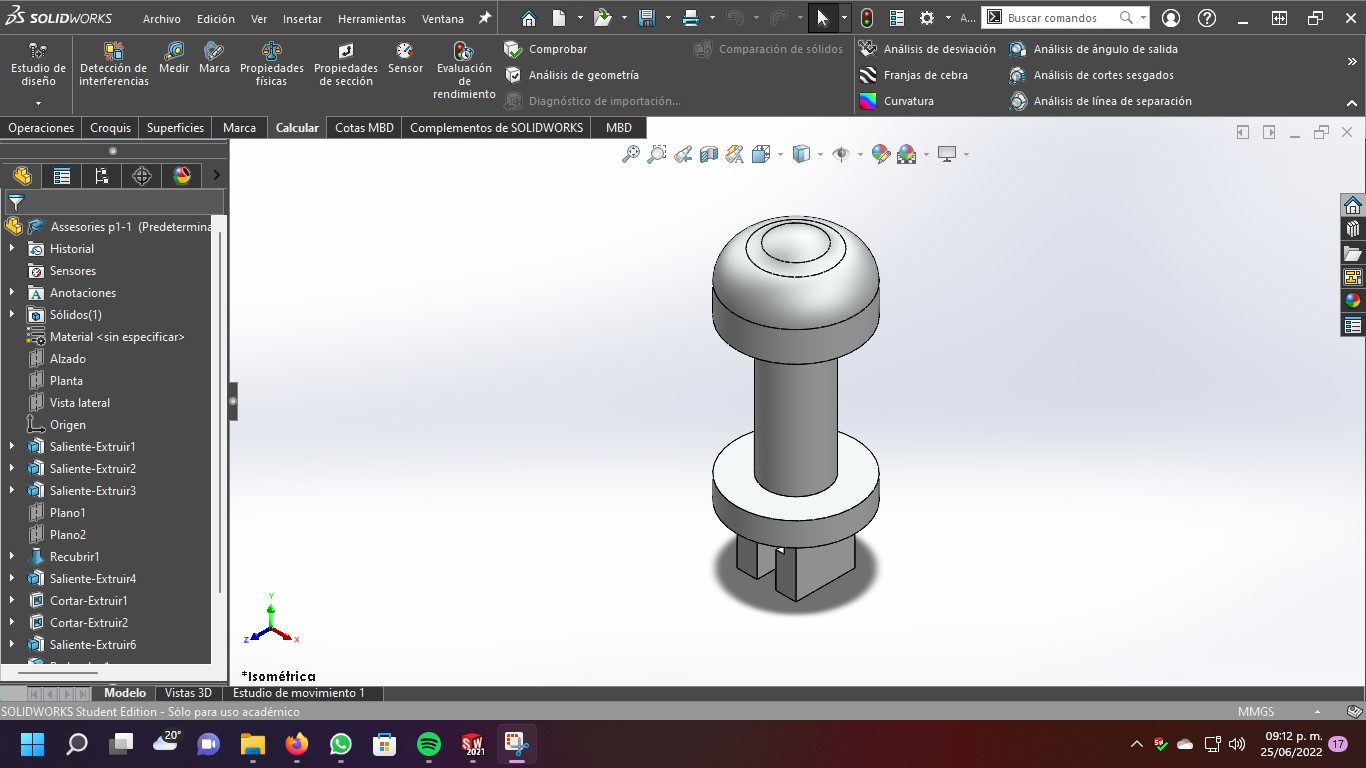 SOLIDWORKS
Archivo Edición Ver Insertar Herramientas Ventana
A...
Buscar comandos
Estudio de diseño
Detección de interferencias
Medir
Marca
Propiedades físicas
Propiedades de sección
Sensor
Evaluación de rendimiento
Comprobar
Análisis de geometría
Diagnóstico de importación...
Comparación de sólidos
Análisis de desviación
Franjas de cebra
Curvatura
Análisis de ángulo de salida
Análisis de cortes sesgados
Análisis de línea de separación
Operaciones Croquis Superficies Marca Calcular Cotas MBD Complementos de SOLIDWORKS MBD
Assesories p1-1 (Predetermina
Historial
Sensores
Anotaciones
Sólidos(1)
Material <sin especificar>
Alzado
Planta
Vista lateral
Origen
Saliente-Extruir1
Saliente-Extruir2
Saliente-Extruir3
Plano1
Plano2
Recubrir1
Saliente-Extruir4
Cortar-Extruir1
Cortar-Extruir2
Saliente-Extruir6
Y
Z
X
*Isométrica
Modelo Vistas 3D Estudio de movimiento 1
SOLIDWORKS Student Edition - Sólo para uso académico
MMGS
20°
SW
2021
09:12 p. m.
25/06/2022
17